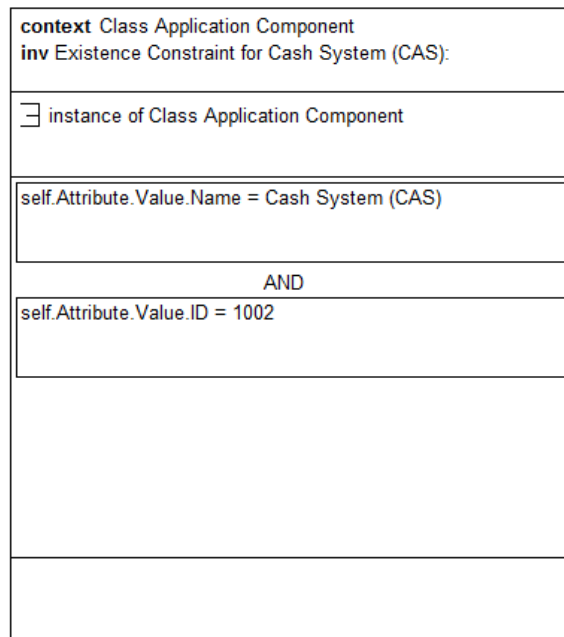 context Class Application Component
inv Existence Constraint for Cash System (CAS):
∃ instance of Class Application Component
self.Attribute.Value.Name = Cash System (CAS)
AND
self.Attribute.Value.ID = 1002